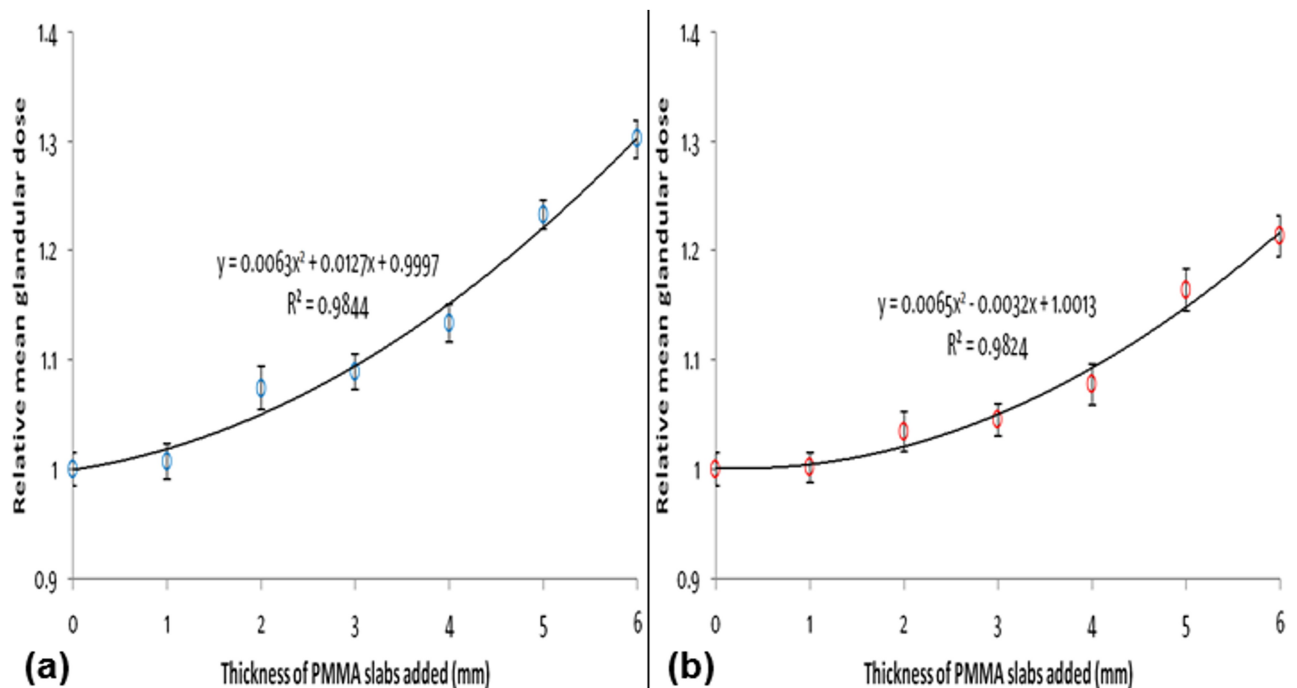 Relative mean glandular dose
1.4
1.3
1.2
1.1
1
0.9
y = 0.0063x² + 0.0127x + 0.9997
R² = 0.9844
0 1 2 3 4 5 6
Thickness of PMMA slabs added (mm)
(a)
Relative mean glandular dose
1.4
1.3
1.2
1.1
1
0.9
y = 0.0065x² - 0.0032x + 1.0013
R² = 0.9824
0 1 2 3 4 5 6
Thickness of PMMA slabs added (mm)
(b)